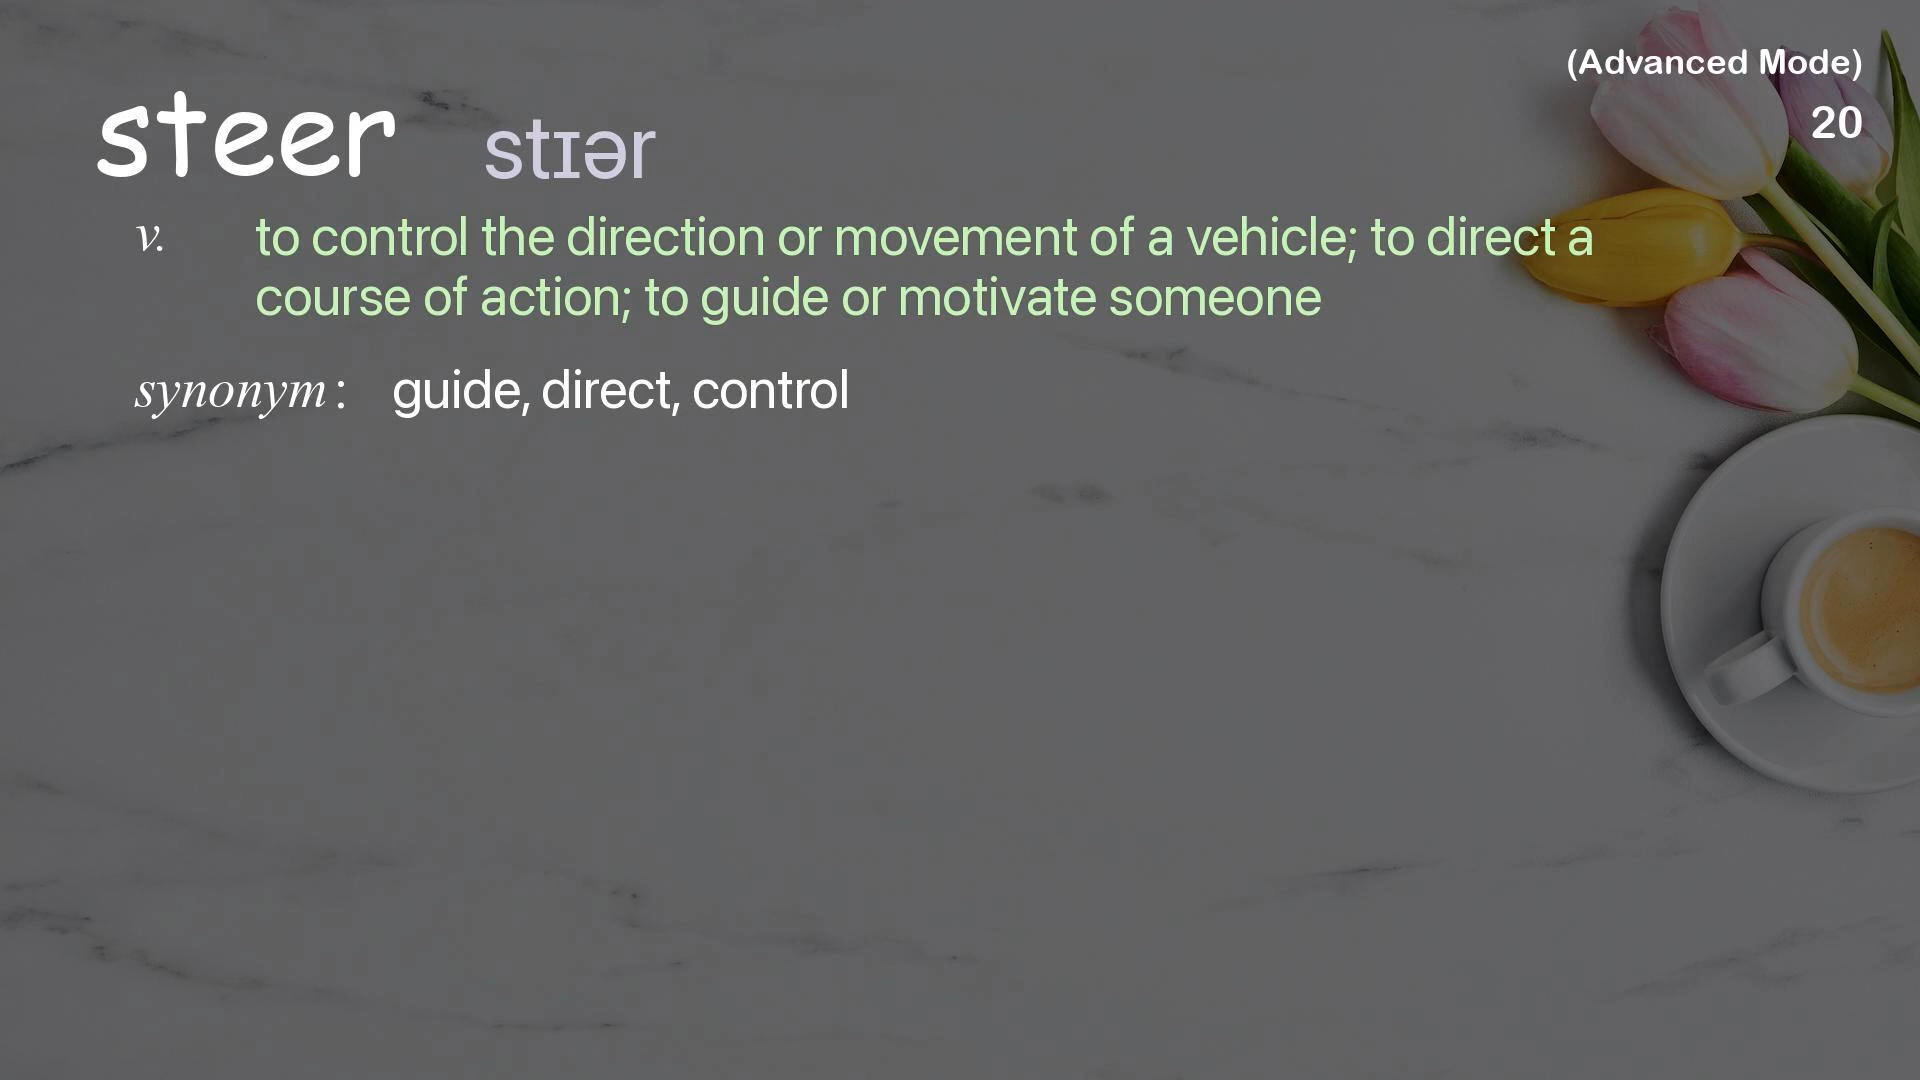 (Advanced Mode)
20
steer stɪər
v. to control the direction or movement of a vehicle; to direct a
course of action; to guide or motivate someone
synonym: guide, direct, control